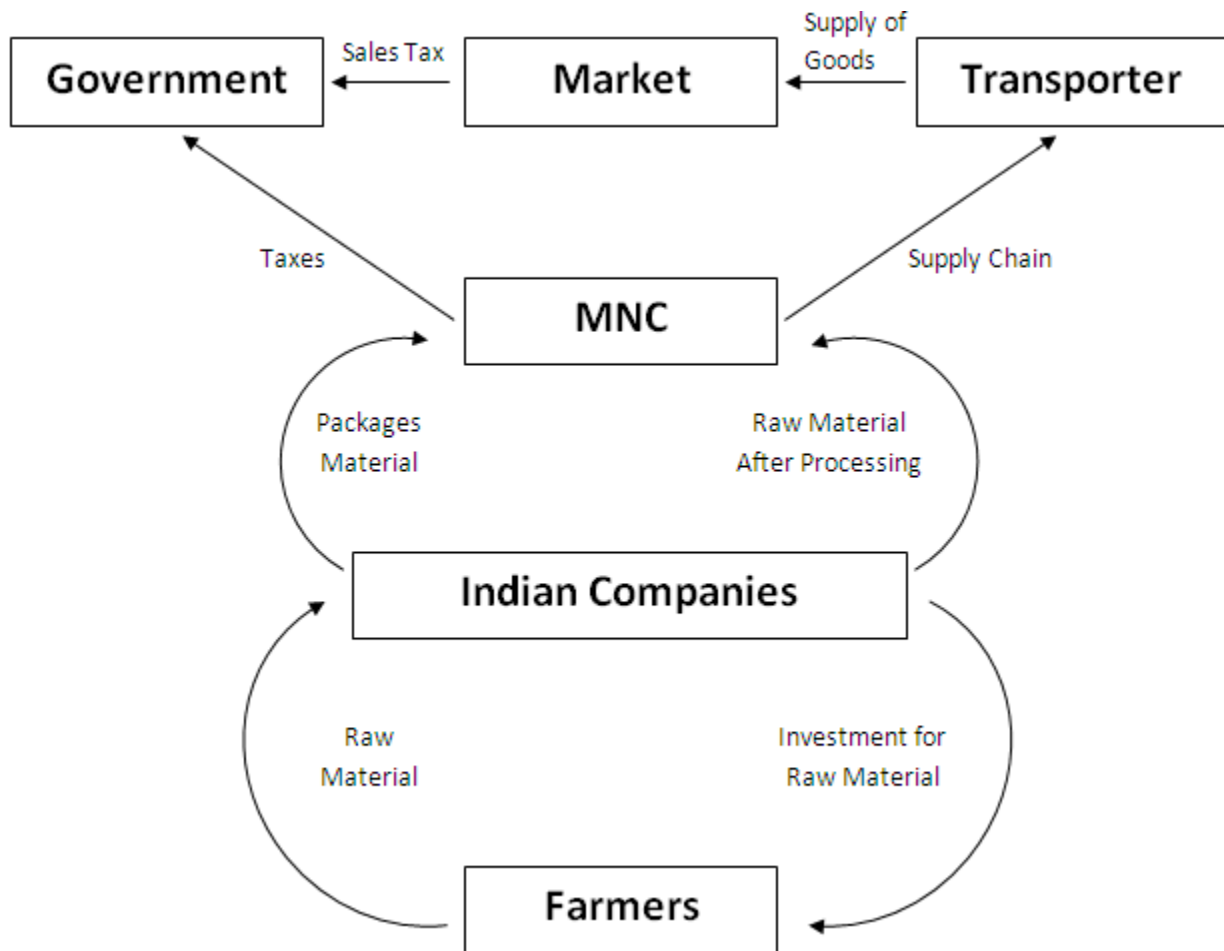 Government
Sales Tax
Market
Supply of
Goods
Transporter
Taxes
Supply Chain
MNC
Packages
Material
Raw Material
After Processing
Indian Companies
Raw
Material
Investment for
Raw Material
Farmers